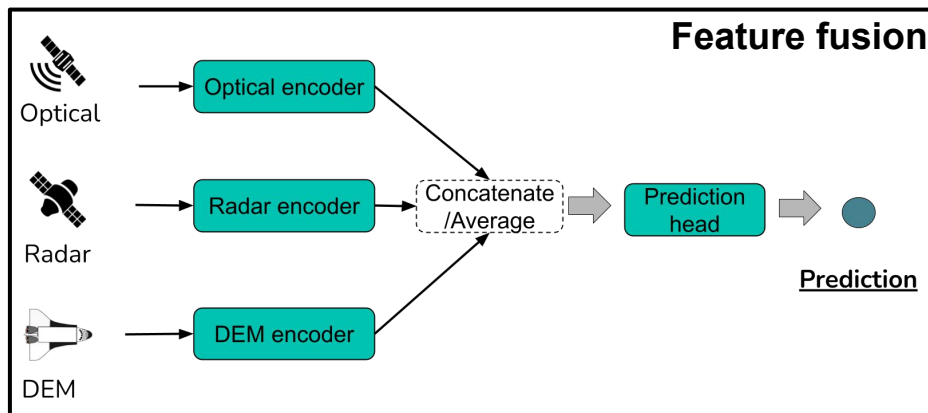 Feature fusion
Optical
Optical encoder
Radar
Radar encoder
Concatenate
/Average
Prediction
head
Prediction
DEM
DEM encoder